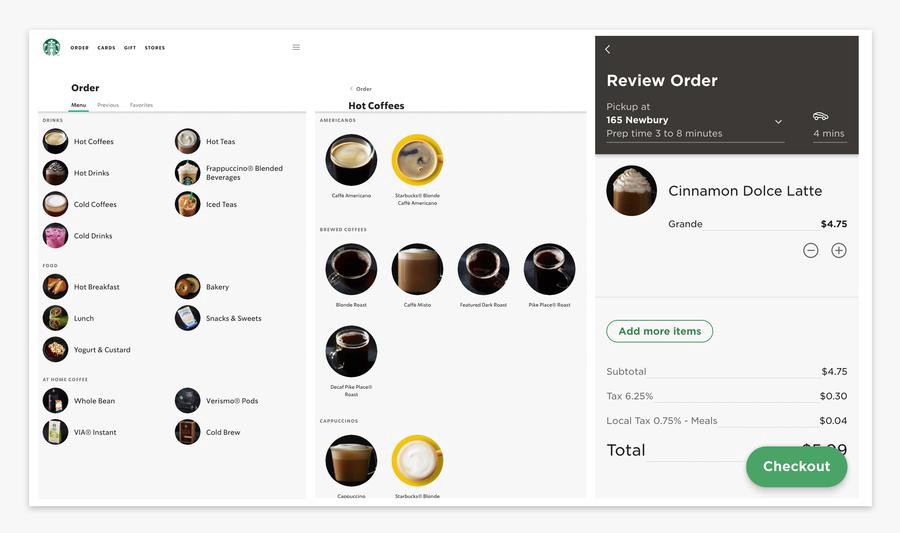 ORDER CARDS GIFT STORES
Order
Menu Previous Favorites
DRINKS
Hot Coffees
Hot Teas
Hot Drinks
Frappuccino® Blended
Beverages
Cold Coffees
Iced Teas
Cold Drinks
FOOD
Hot Breakfast
Bakery
Lunch
Snacks & Sweets
Yogurt & Custard
AT HOME COFFEE
Whole Bean
Verismo® Pods
VIA® Instant
Cold Brew
Order
Hot Coffees
AMERICANOS
Caffè Americano
Starbucks® Blonde
Caffè Americano
BREWED COFFEES
Blonde Roast
Caffè Misto
Featured Dark Roast
Pike Place® Roast
Decaf Pike Place®
Roast
CAPPUCCINOS
Cappuccino
Starbucks® Blonde
Review Order
Pickup at
165 Newbury
Prep time 3 to 8 minutes
4 mins
Cinnamon Dolce Latte
Grande $4.75
Add more items
Subtotal $4.75
Tax 6.25% $0.30
Local Tax 0.75% - Meals $0.04
Total
Checkout